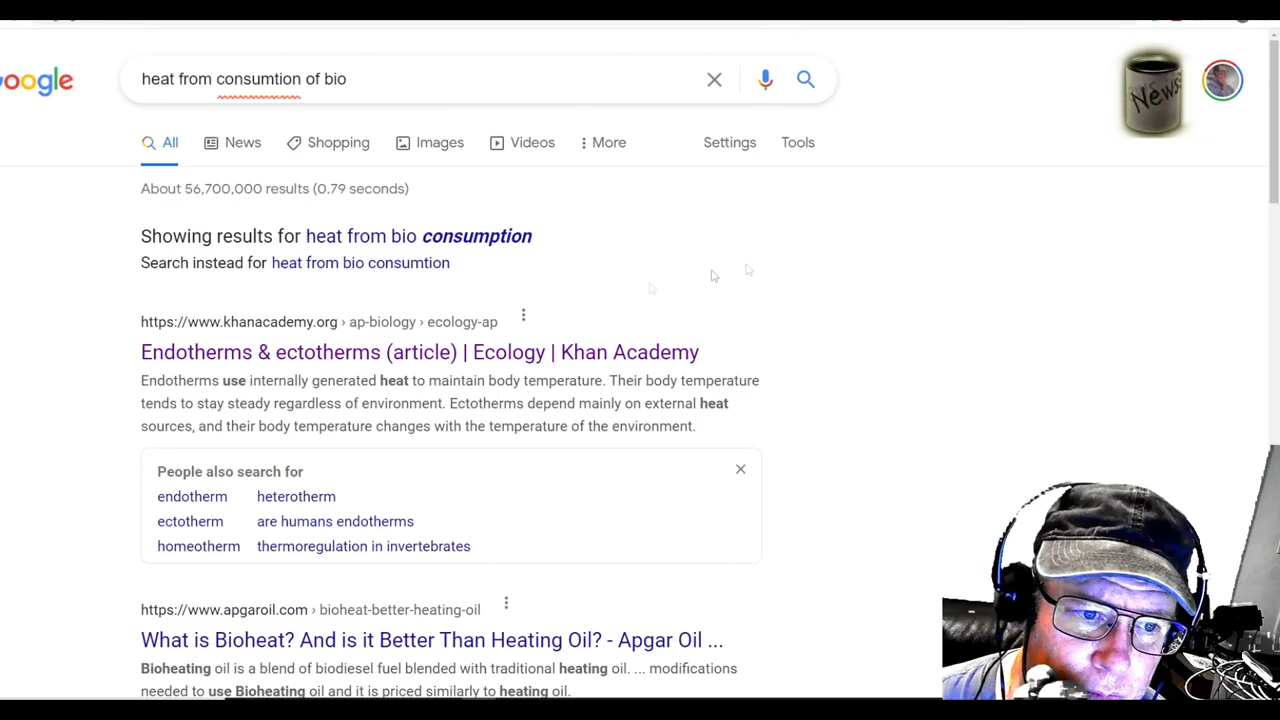 oogle
heat from consumtion of bio
News
All News Shopping Images Videos More Settings Tools
About 56,700,000 results (0.79 seconds)
Showing results for heat from bio consumption
Search instead for heat from bio consumtion
https://www.khanacademy.org › ap-biology › ecology-ap
Endotherms & ectotherms (article) | Ecology | Khan Academy
Endotherms use internally generated heat to maintain body temperature. Their body temperature
tends to stay steady regardless of environment. Ectotherms depend mainly on external heat
sources, and their body temperature changes with the temperature of the environment.
People also search for
endotherm heterotherm
ectotherm are humans endotherms
homeotherm thermoregulation in invertebrates
https://www.apgaroil.com › bioheat-better-heating-oil
What is Bioheat? And is it Better Than Heating Oil? - Apgar Oil ...
Bioheating oil is a blend of biodiesel fuel blended with traditional heating oil. ... modifications
needed to use Bioheating oil and it is priced similarly to heating oil.